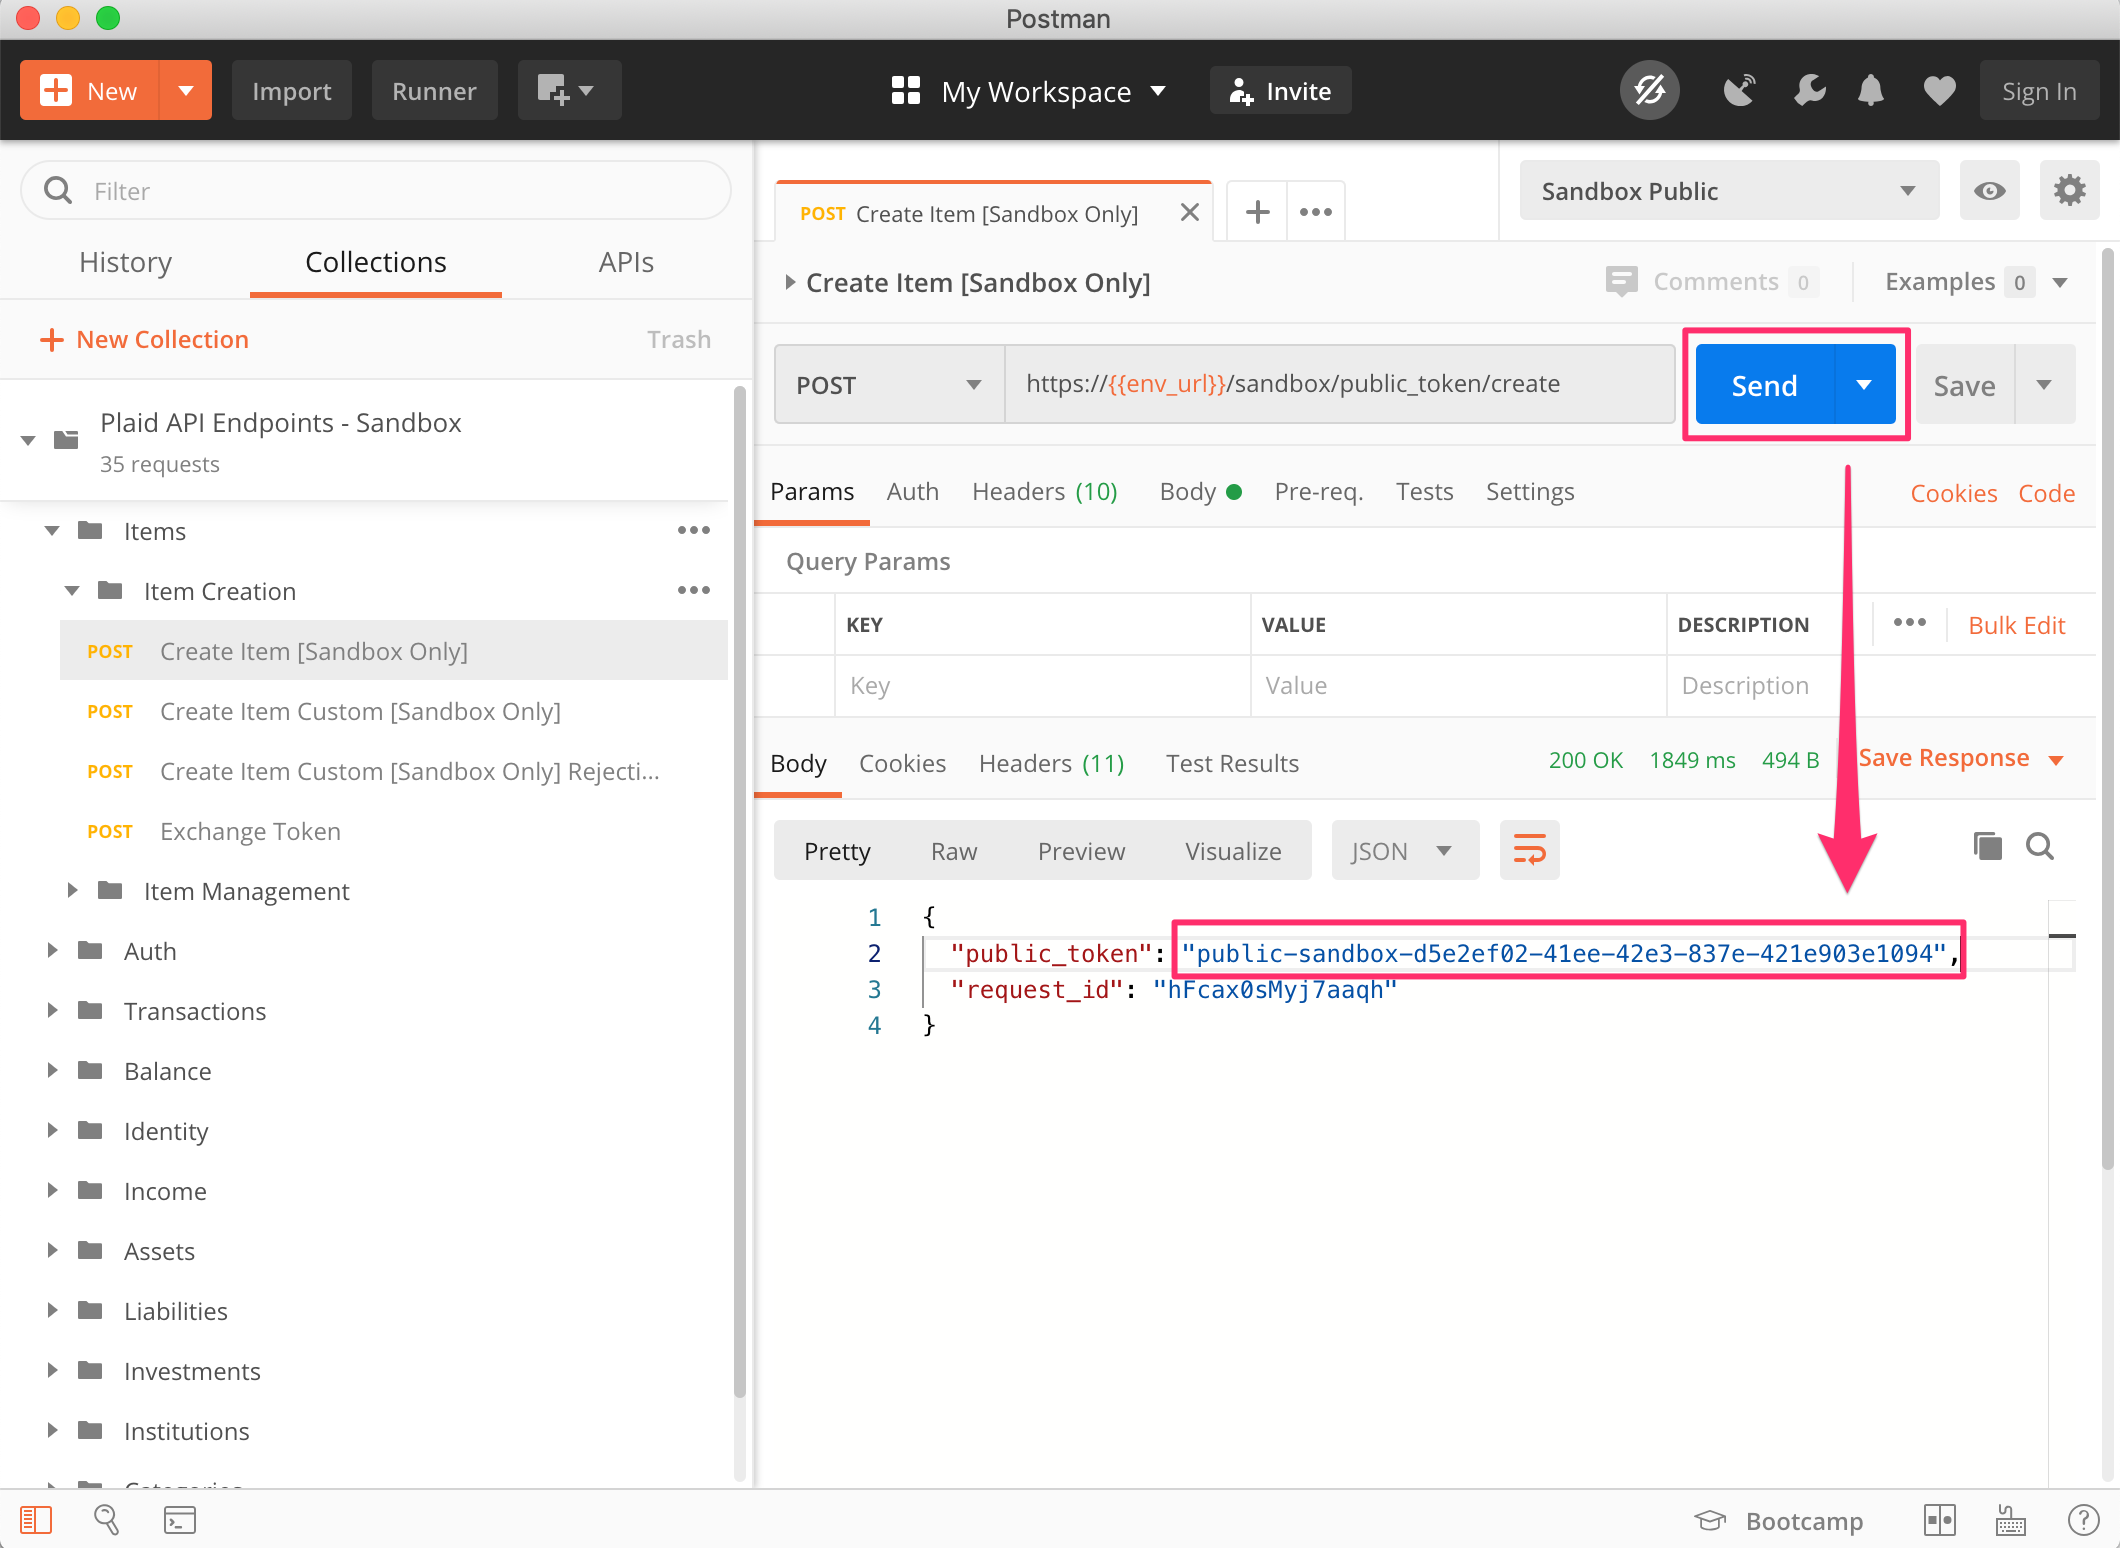 Postman
New
Import
Runner
My Workspace
Invite
Sign In
Filter
History
Collections
APIs
New Collection
Trash
Plaid API Endpoints - Sandbox
35 requests
Items
Item Creation
POST Create Item [Sandbox Only]
POST Create Item Custom [Sandbox Only]
POST Create Item Custom [Sandbox Only] Rejecti...
POST Exchange Token
Item Management
Auth
Transactions
Balance
Identity
Income
Assets
Liabilities
Investments
Institutions
Categories
POST Create Item [Sandbox Only]
Sandbox Public
Create Item [Sandbox Only]
Comments 0
Examples 0
POST
https://{{env_url}}/sandbox/public_token/create
Send
Save
Params Auth Headers (10) Body Pre-req. Tests Settings
Cookies Code
Query Params
KEY VALUE DESCRIPTION
Bulk Edit
Key Value Description
Body Cookies Headers (11) Test Results
200 OK 1849 ms 494 B
Save Response
Pretty Raw Preview Visualize
JSON
1 {
2 "public_token": "public-sandbox-d5e2ef02-41ee-42e3-837e-421e903e1094",
3 "request_id": "hFcax0sMyj7aaqh"
4 }
Bootcamp